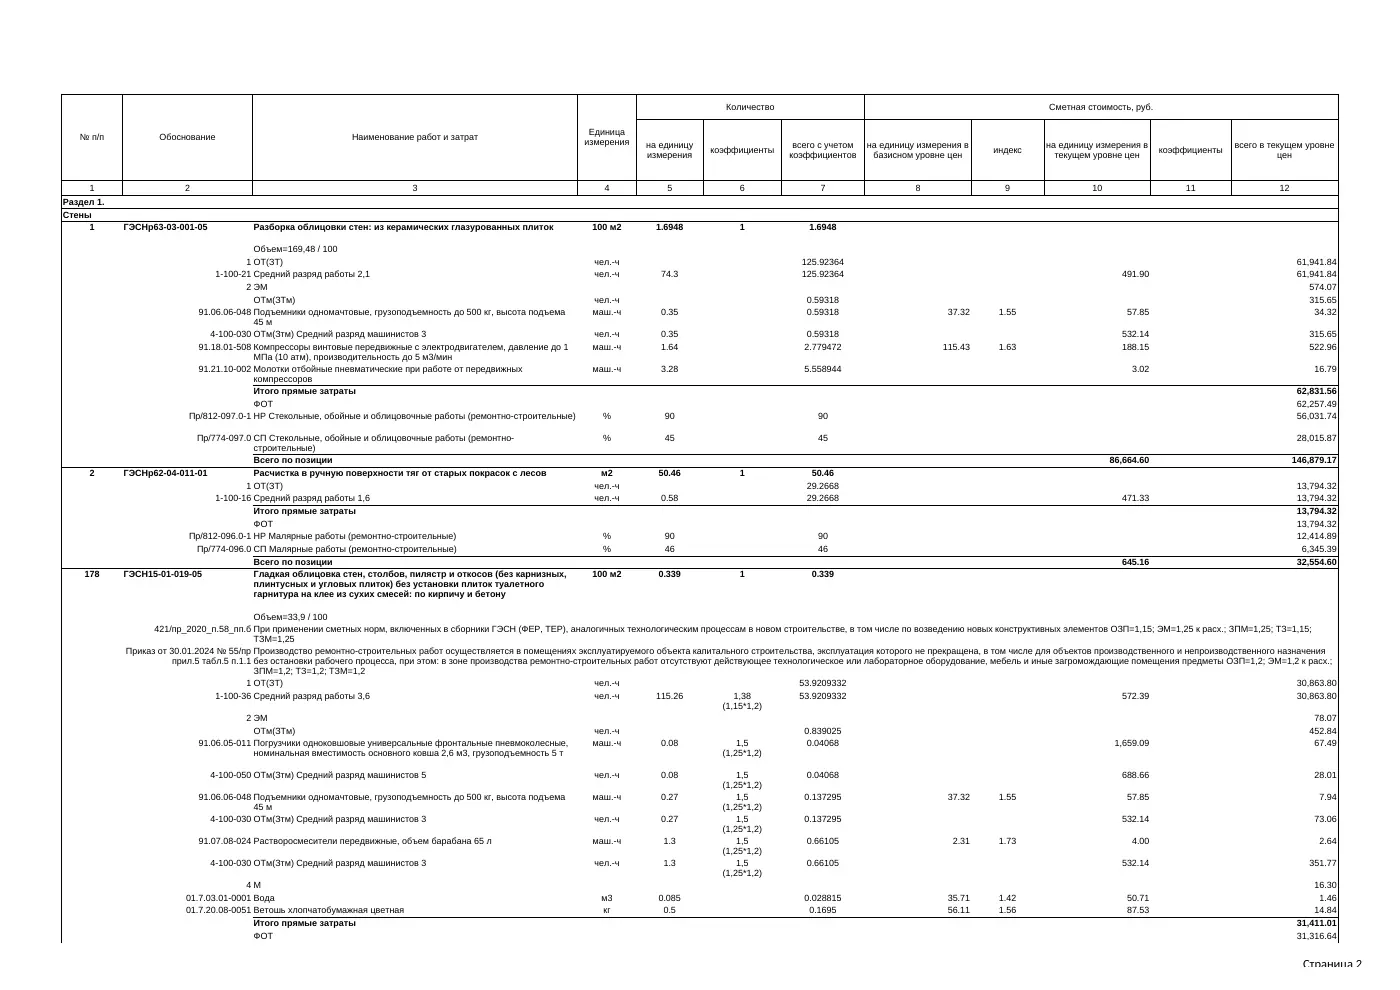 № п/п Обоснование Наименование работ и затрат Единица измерения Количество Сметная стоимость, руб.
на единицу измерения коэффициенты всего с учетом коэффициентов на единицу измерения в базисном уровне цен индекс на единицу измерения в текущем уровне цен коэффициенты всего в текущем уровне цен
1 2 3 4 5 6 7 8 9 10 11 12
Раздел 1.
Стены
1 ГЭСНр63-03-001-05 Разборка облицовки стен: из керамических глазурованных плиток 100 м2 1.6948 1 1.6948
Объем=169,48 / 100
1 ОТ(ЗТ) чел.-ч 125.92364 61,941.84
1-100-21 Средний разряд работы 2,1 чел.-ч 74.3 125.92364 491.90 61,941.84
2 ЭМ 574.07
ОТм(ЗТм) чел.-ч 0.59318 315.65
91.06.06-048 Подъемники одномачтовые, грузоподъемность до 500 кг, высота подъема маш.-ч 0.35 0.59318 37.32 1.55 57.85 34.32
45 м
4-100-030 ОТм(Зтм) Средний разряд машинистов 3 чел.-ч 0.35 0.59318 532.14 315.65
91.18.01-508 Компрессоры винтовые передвижные с электродвигателем, давление до 1 маш.-ч 1.64 2.779472 115.43 1.63 188.15 522.96
МПа (10 атм), производительность до 5 м3/мин
91.21.10-002 Молотки отбойные пневматические при работе от передвижных маш.-ч 3.28 5.558944 3.02 16.79
компрессоров
Итого прямые затраты 62,831.56
ФОТ 62,257.49
Пр/812-097.0-1 НР Стекольные, обойные и облицовочные работы (ремонтно-строительные) % 90 90 56,031.74
Пр/774-097.0 СП Стекольные, обойные и облицовочные работы (ремонтно- % 45 45 28,015.87
строительные)
Всего по позиции 86,664.60 146,879.17
2 ГЭСНр62-04-011-01 Расчистка в ручную поверхности тяг от старых покрасок с лесов м2 50.46 1 50.46
1 ОТ(ЗТ) чел.-ч 29.2668 13,794.32
1-100-16 Средний разряд работы 1,6 чел.-ч 0.58 29.2668 471.33 13,794.32
Итого прямые затраты 13,794.32
ФОТ 13,794.32
Пр/812-096.0-1 НР Малярные работы (ремонтно-строительные) % 90 90 12,414.89
Пр/774-096.0 СП Малярные работы (ремонтно-строительные) % 46 46 6,345.39
Всего по позиции 645.16 32,554.60
178 ГЭСН15-01-019-05 Гладкая облицовка стен, столбов, пилястр и откосов (без карнизных, 100 м2 0.339 1 0.339
плинтусных и угловых плиток) без установки плиток туалетного
гарнитура на клее из сухих смесей: по кирпичу и бетону
Объем=33,9 / 100
421/пр_2020_п.58_пп.б При применении сметных норм, включенных в сборники ГЭСН (ФЕР, ТЕР), аналогичных технологическим процессам в новом строительстве, в том числе по возведению новых конструктивных элементов ОЗП=1,15; ЭМ=1,25 к расх.; ЗПМ=1,25; ТЗ=1,15;
ТЗМ=1,25
Приказ от 30.01.2024 № 55/пр Производство ремонтно-строительных работ осуществляется в помещениях эксплуатируемого объекта капитального строительства, эксплуатация которого не прекращена, в том числе для объектов производственного и непроизводственного назначения
прил.5 табл.5 п.1.1 без остановки рабочего процесса, при этом: в зоне производства ремонтно-строительных работ отсутствуют действующее технологическое или лабораторное оборудование, мебель и иные загромождающие помещения предметы ОЗП=1,2; ЭМ=1,2 к расх.;
ЗПМ=1,2; ТЗ=1,2; ТЗМ=1,2
1 ОТ(ЗТ) чел.-ч 53.9209332 30,863.80
1-100-36 Средний разряд работы 3,6 чел.-ч 115.26 1,38 53.9209332 572.39 30,863.80
(1,15*1,2)
2 ЭМ 78.07
ОТм(ЗТм) чел.-ч 0.839025 452.84
91.06.05-011 Погрузчики одноковшовые универсальные фронтальные пневмоколесные, маш.-ч 0.08 1,5 0.04068 1,659.09 67.49
номинальная вместимость основного ковша 2,6 м3, грузоподъемность 5 т (1,25*1,2)
4-100-050 ОТм(Зтм) Средний разряд машинистов 5 чел.-ч 0.08 1,5 0.04068 688.66 28.01
(1,25*1,2)
91.06.06-048 Подъемники одномачтовые, грузоподъемность до 500 кг, высота подъема маш.-ч 0.27 1,5 0.137295 37.32 1.55 57.85 7.94
45 м (1,25*1,2)
4-100-030 ОТм(Зтм) Средний разряд машинистов 3 чел.-ч 0.27 1,5 0.137295 532.14 73.06
(1,25*1,2)
91.07.08-024 Растворосмесители передвижные, объем барабана 65 л маш.-ч 1.3 1,5 0.66105 2.31 1.73 4.00 2.64
(1,25*1,2)
4-100-030 ОТм(Зтм) Средний разряд машинистов 3 чел.-ч 1.3 1,5 0.66105 532.14 351.77
(1,25*1,2)
4 М 16.30
01.7.03.01-0001 Вода м3 0.085 0.028815 35.71 1.42 50.71 1.46
01.7.20.08-0051 Ветошь хлопчатобумажная цветная кг 0.5 0.1695 56.11 1.56 87.53 14.84
Итого прямые затраты 31,411.01
ФОТ 31,316.64
Страница 2